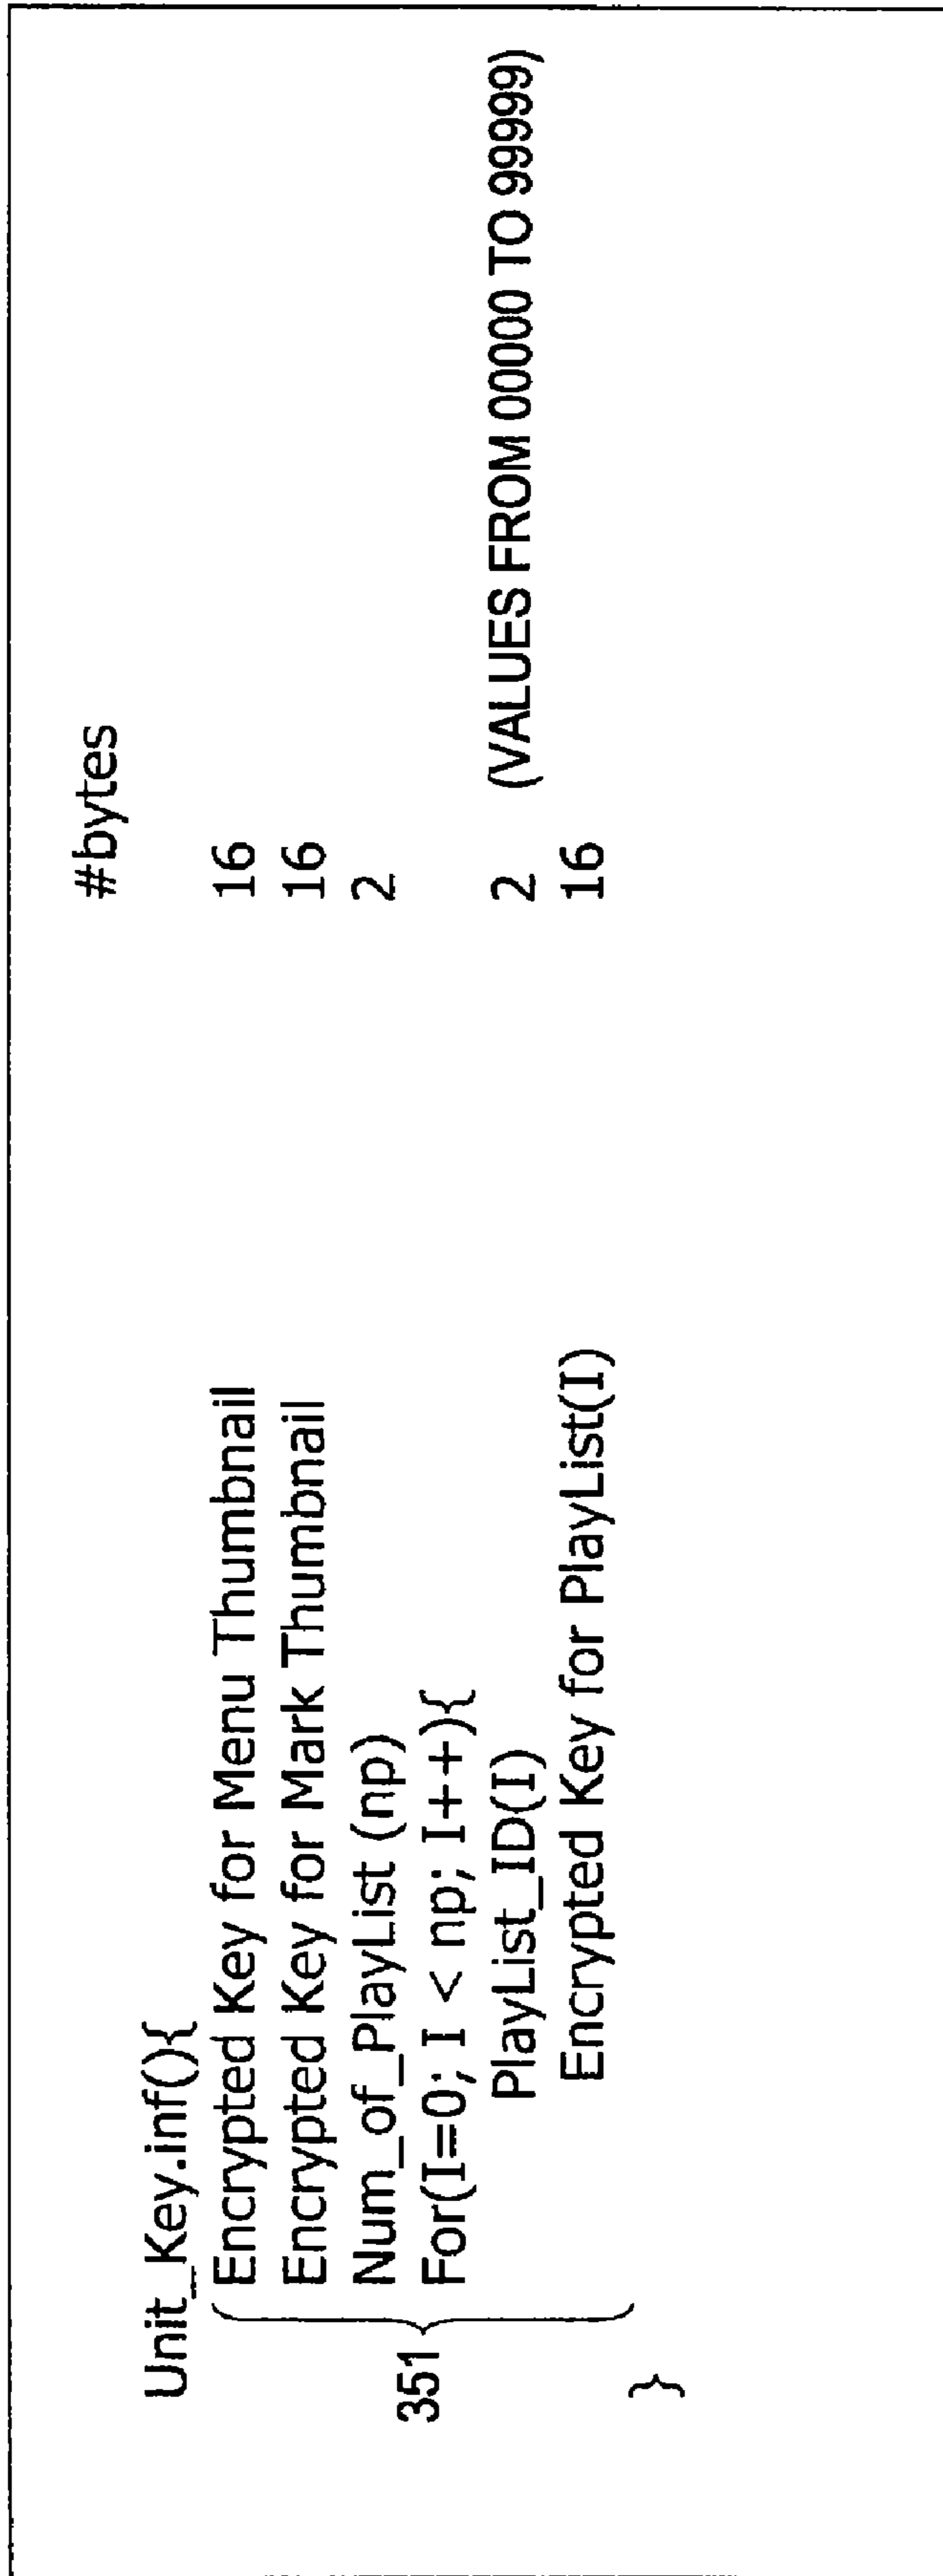 #bytes
Unit_Key.inf(){
Encrypted Key for Menu Thumbnail 16
Encrypted Key for Mark Thumbnail 16
Num_of_PlayList (np) 2
For(I=0; I < np; I++){
PlayList_ID(I) 2 (VALUES FROM 00000 TO 99999)
Encrypted Key for PlayList(I) 16
351
}